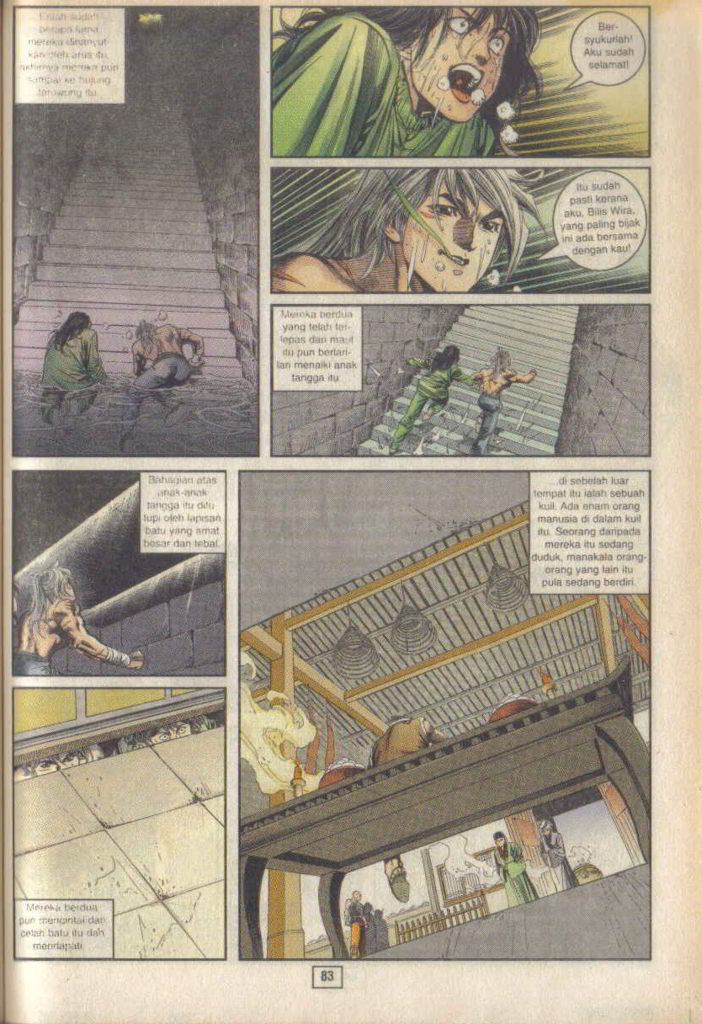 Entah sudah
berapa lama
mereka dihanyut-
kan oleh arus itu,
akhirnya mereka pun
sampai ke hujung
terowong itu.
Ber-
syukurlah!
Aku sudah
selamat!
Itu sudah
pasti kerana
aku, Bilis Wira,
yang paling bijak
ini ada bersama
dengan kau!
Mereka berdua
yang telah ter-
lepas dari maut
itu pun berlari-
lari menaiki anak
tangga itu.
Bahagian atas
anak-anak
tangga itu ditu-
tupi oleh lapisan
batu yang amat
besar dan tebal.
...di sebelah luar
tempat itu ialah sebuah
kuil. Ada enam orang
manusia di dalam kuil
itu. Seorang daripada
mereka itu sedang
duduk, manakala orang-
orang yang lain itu
pula sedang berdiri.
Mereka berdua
pun mengintai dari
celah batu itu dan
mendapati...
83